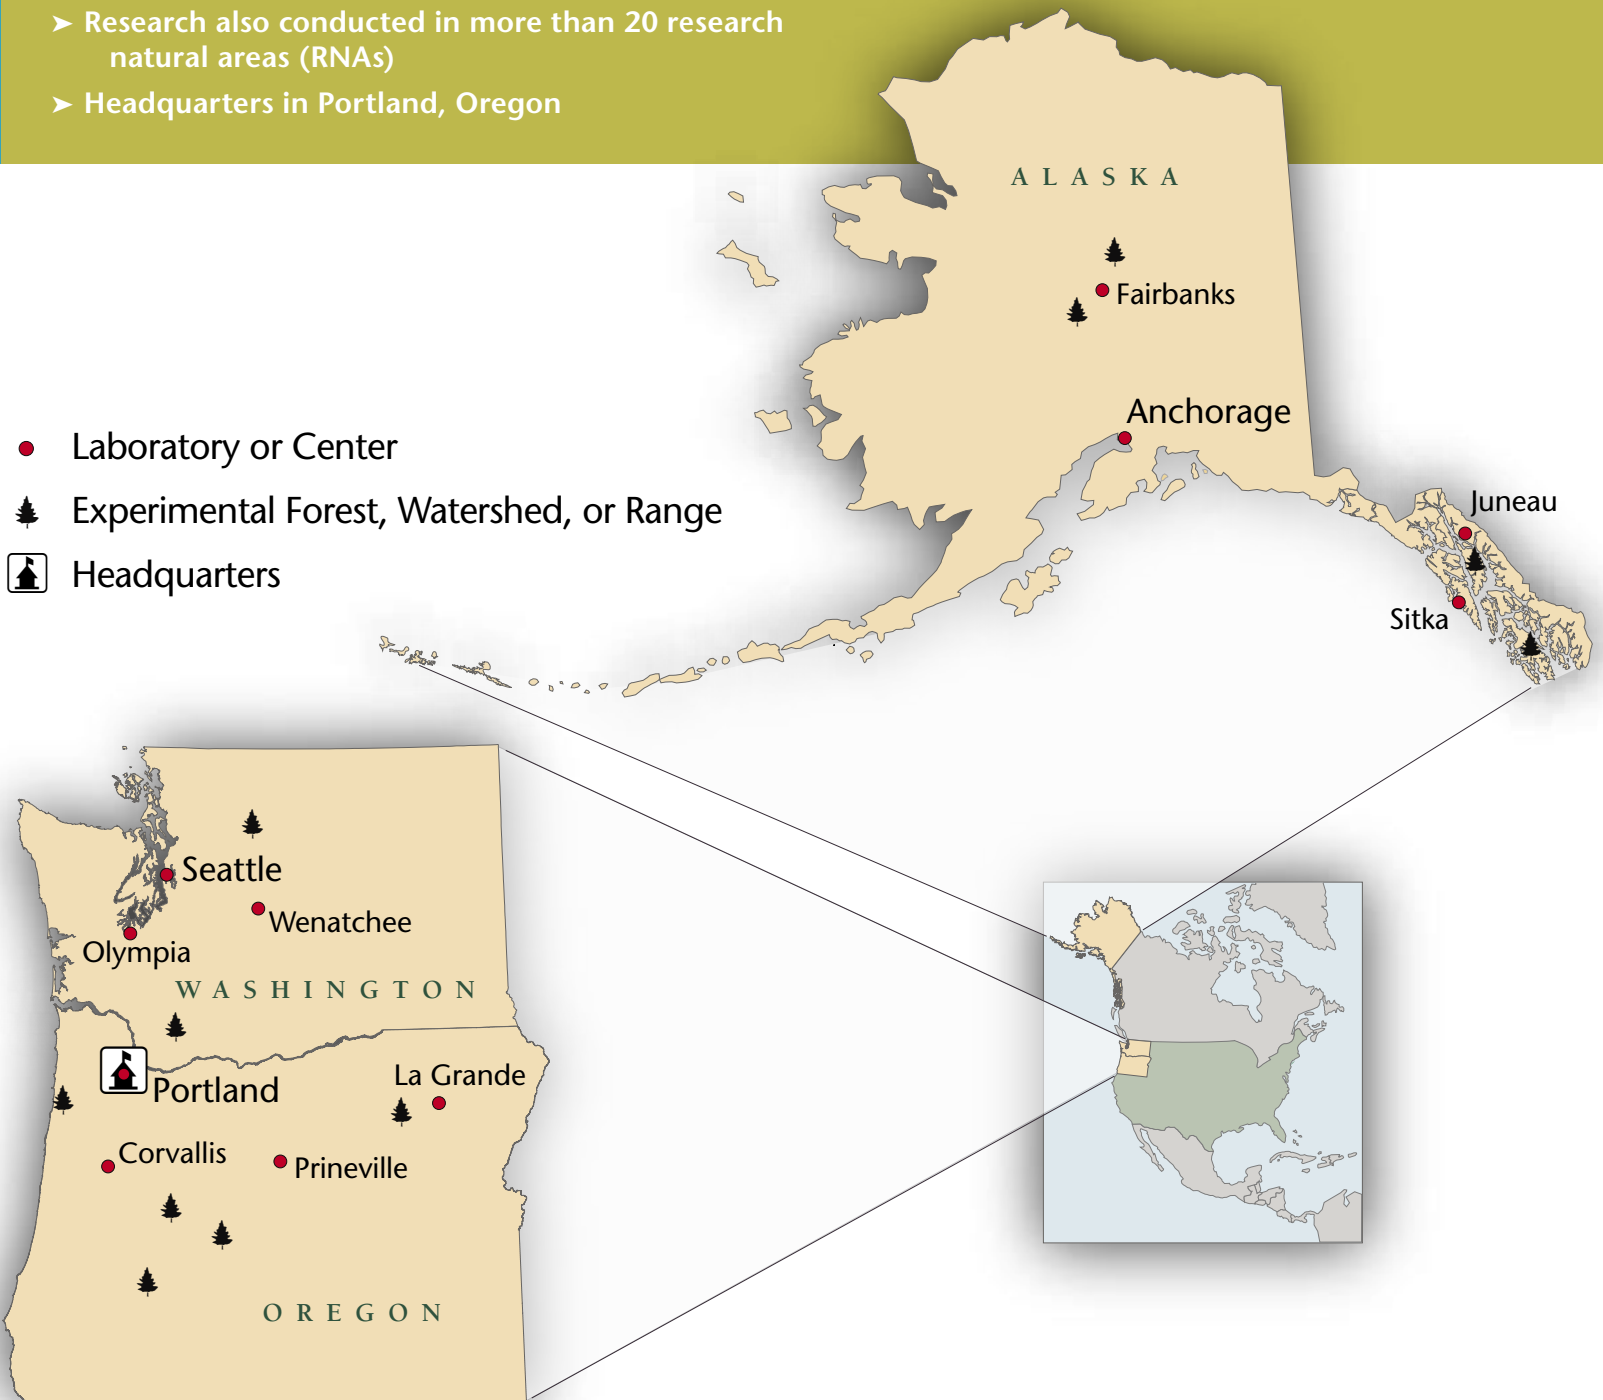 ➤ Research also conducted in more than 20 research
natural areas (RNAs)
➤ Headquarters in Portland, Oregon
ALASKA
Fairbanks
Anchorage
Juneau
Sitka
Laboratory or Center
Experimental Forest, Watershed, or Range
Headquarters
Seattle
Wenatchee
Olympia
WASHINGTON
Portland
La Grande
Corvallis
Prineville
OREGON